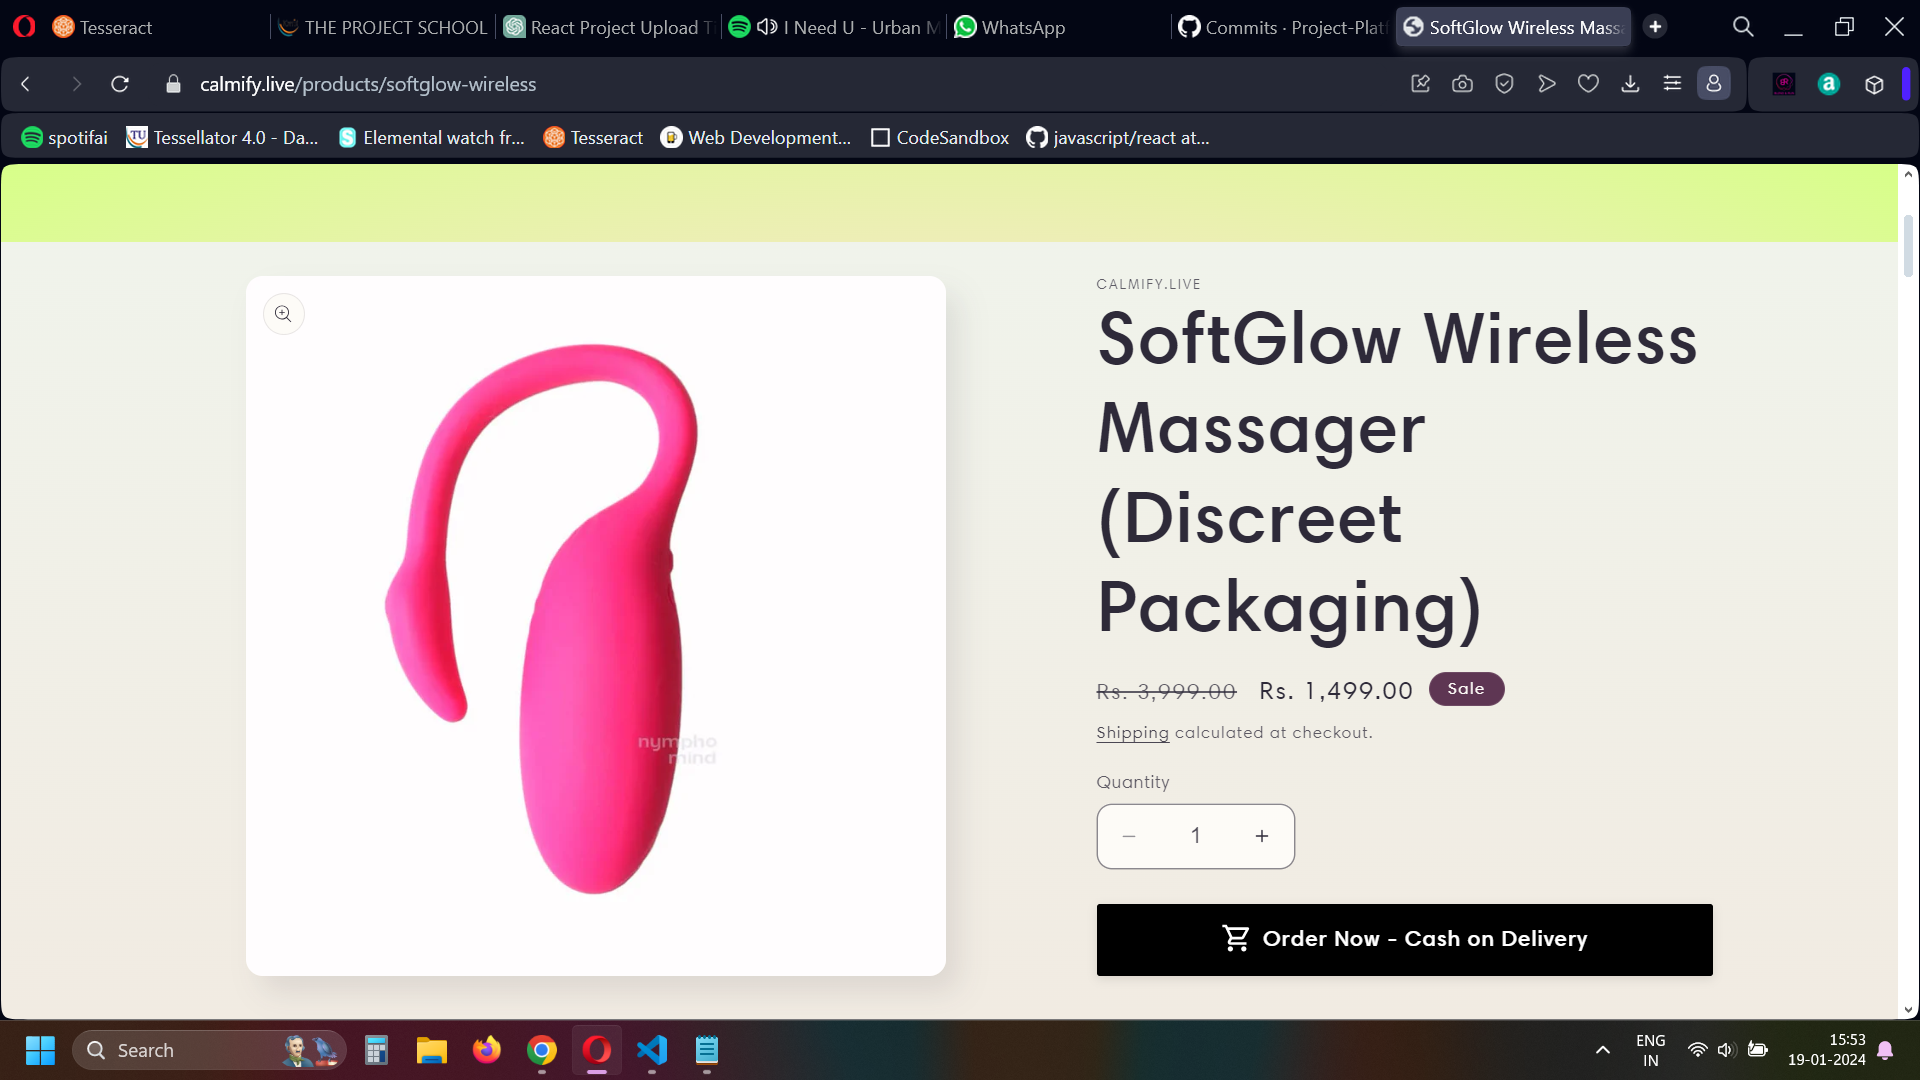 Tesseract
THE PROJECT SCHOOL
React Project Upload T
I Need U - Urban M
WhatsApp
Commits · Project-Platf
SoftGlow Wireless Massa
calmify.live/products/softglow-wireless
spotifai
TU
Tessellator 4.0 - Da...
S
Elemental watch fr...
Tesseract
Web Development...
CodeSandbox
javascript/react at...
nympho
mind
CALMIFY.LIVE
SoftGlow Wireless
Massager
(Discreet
Packaging)
Rs. 3,999.00 Rs. 1,499.00 Sale
Shipping calculated at checkout.
Quantity
1
Order Now - Cash on Delivery
Search
ENG
IN
15:53
19-01-2024